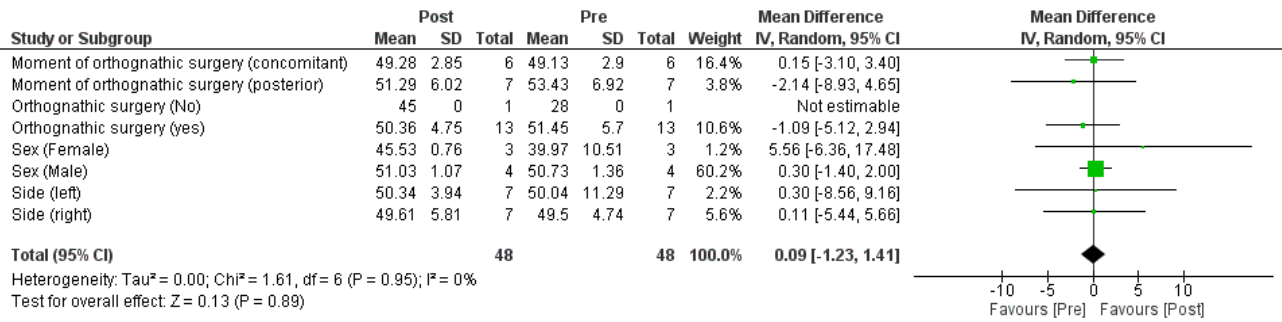 Post Pre Mean Difference Mean Difference
Study or Subgroup Mean SD Total Mean SD Total Weight IV, Random, 95% CI IV, Random, 95% CI
Moment of orthognathic surgery (concomitant) 49.28 2.85 6 49.13 2.9 6 16.4% 0.15 [-3.10, 3.40]
Moment of orthognathic surgery (posterior) 51.29 6.02 7 53.43 6.92 7 3.8% -2.14 [-8.93, 4.65]
Orthognathic surgery (No) 45 0 1 28 0 1 Not estimable
Orthognathic surgery (yes) 50.36 4.75 13 51.45 5.7 13 10.6% -1.09 [-5.12, 2.94]
Sex (Female) 45.53 0.76 3 39.97 10.51 3 1.2% 5.56 [-6.36, 17.48]
Sex (Male) 51.03 1.07 4 50.73 1.36 4 60.2% 0.30 [-1.40, 2.00]
Side (left) 50.34 3.94 7 50.04 11.29 7 2.2% 0.30 [-8.56, 9.16]
Side (right) 49.61 5.81 7 49.5 4.74 7 5.6% 0.11 [-5.44, 5.66]
Total (95% CI) 48 48 100.0% 0.09 [-1.23, 1.41]
Heterogeneity: Tau² = 0.00; Chi² = 1.61, df = 6 (P = 0.95); I² = 0%
Test for overall effect: Z = 0.13 (P = 0.89)
-10 -5 0 5 10
Favours [Pre] Favours [Post]